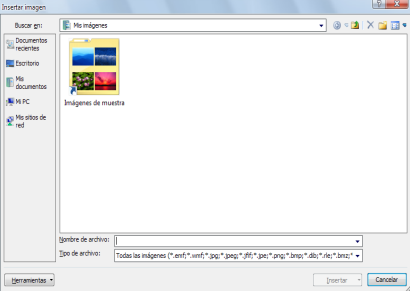 Insertar imagen
Buscar en:
Mis imágenes
Documentos
recientes
Escritorio
Mis
documentos
Mi PC
Mis sitios de
red
Imágenes de muestra
Nombre de archivo:
Tipo de archivo:
Todas las imágenes (*.emf;*.wmf;*.jpg;*.jpeg;*.jfif;*.jpe;*.png;*.bmp;*.dib;*.rle;*.bmz;*
Herramientas
Insertar
Cancelar